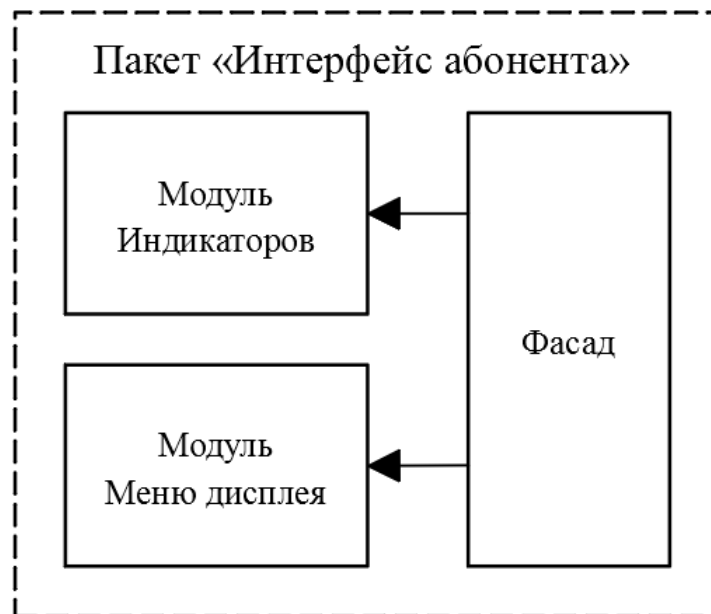 Пакет «Интерфейс абонента»
Модуль
Индикаторов
Фасад
Модуль
Меню дисплея